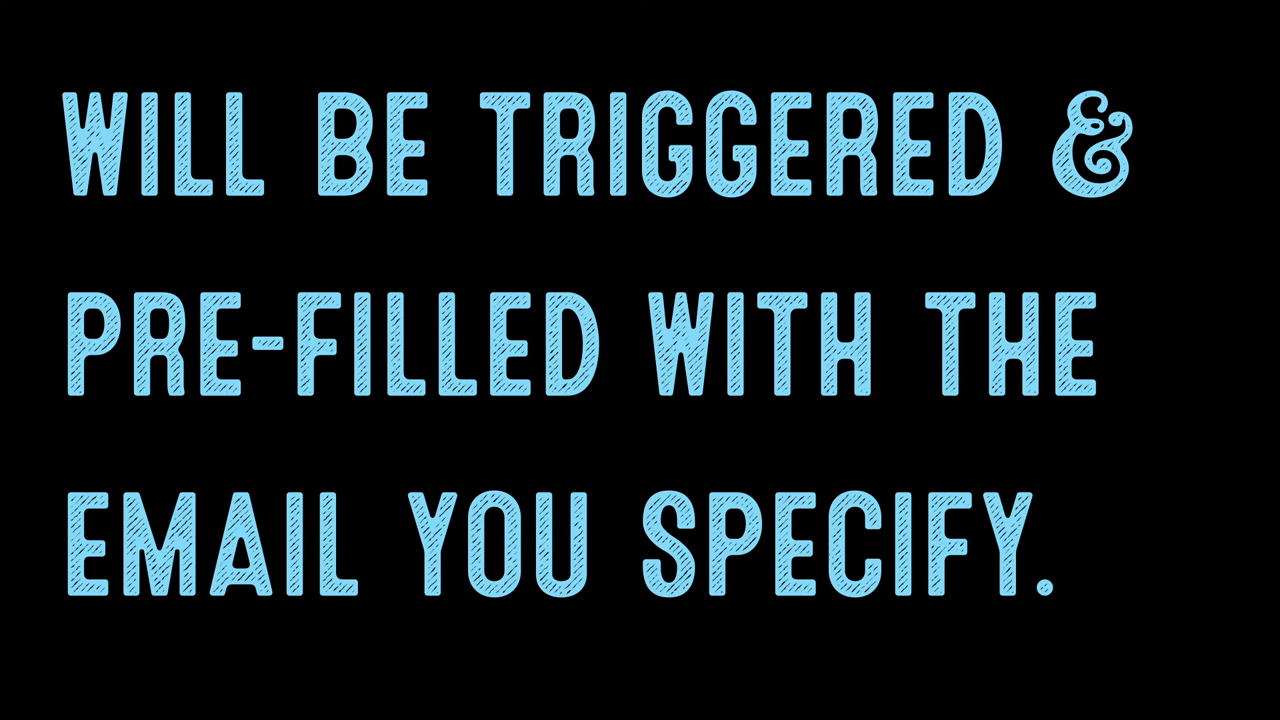 WILL BE TRIGGERED &
PRE-FILLED WITH THE
EMAIL YOU SPECIFY.